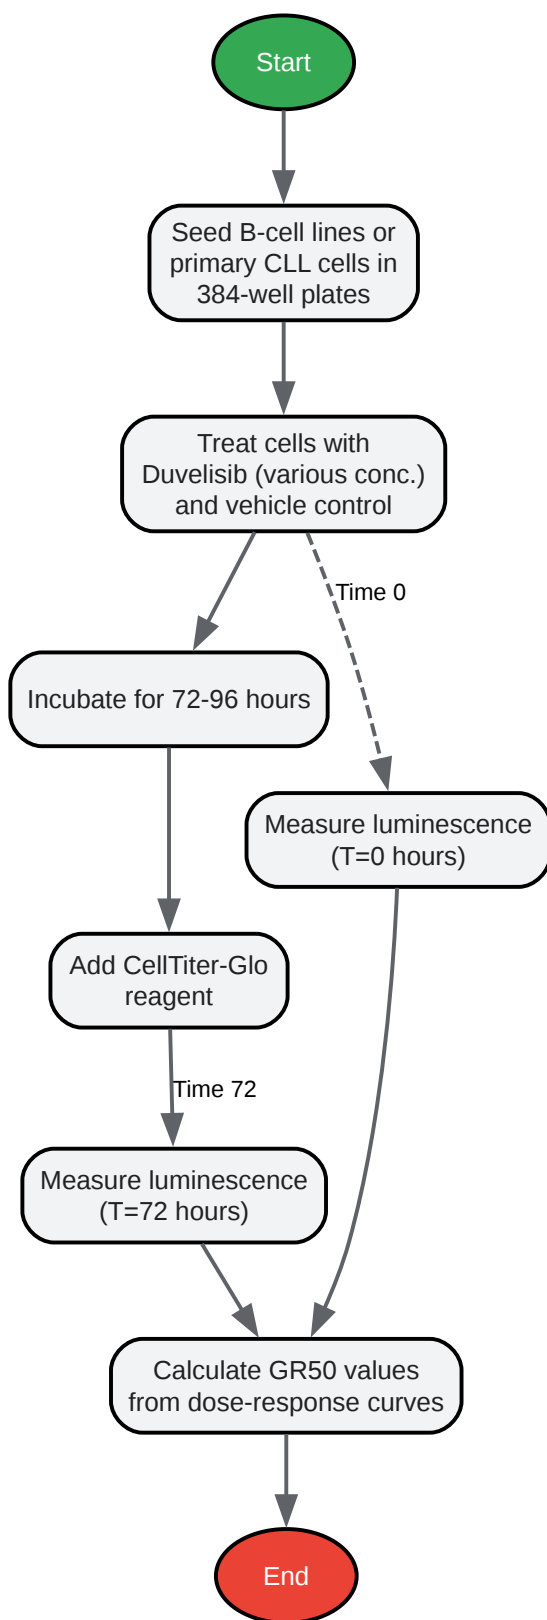 Start
Seed B-cell lines or
primary CLL cells in
384-well plates
Treat cells with
Duvelisib (various conc.)
and vehicle control
Time 0
Incubate for 72-96 hours
Measure luminescence
(T=0 hours)
Add CellTiter-Glo
reagent
Time 72
Measure luminescence
(T=72 hours)
Calculate GR50 values
from dose-response curves
End